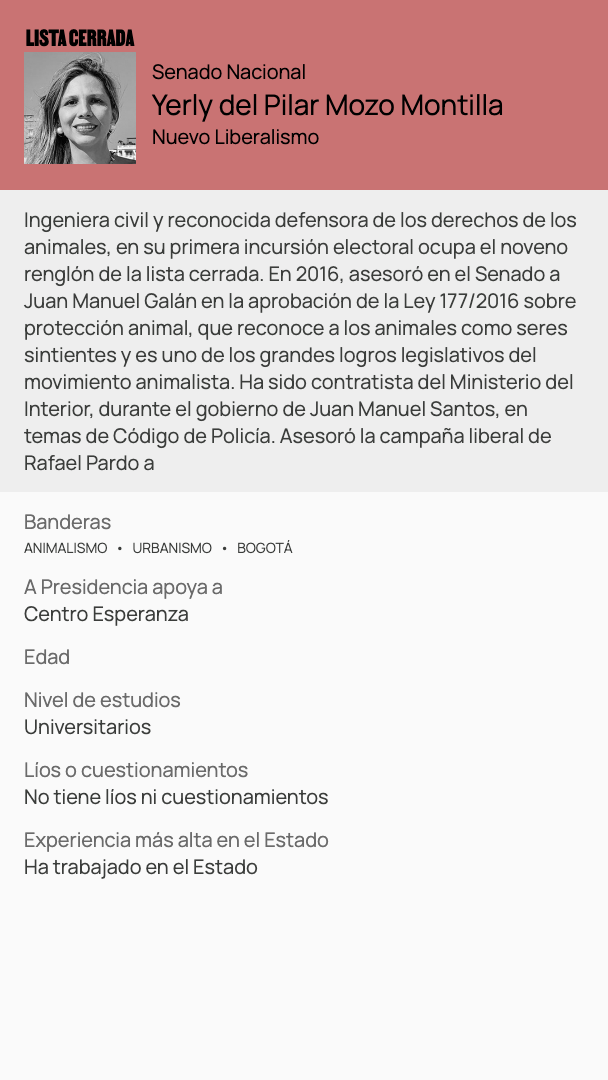 LISTA CERRADA
Senado Nacional
Yerly del Pilar Mozo Montilla
Nuevo Liberalismo
Ingeniera civil y reconocida defensora de los derechos de los
animales, en su primera incursión electoral ocupa el noveno
renglón de la lista cerrada. En 2016, asesoró en el Senado a
Juan Manuel Galán en la aprobación de la Ley 177/2016 sobre
protección animal, que reconoce a los animales como seres
sintientes y es uno de los grandes logros legislativos del
movimiento animalista. Ha sido contratista del Ministerio del
Interior, durante el gobierno de Juan Manuel Santos, en
temas de Código de Policía. Asesoró la campaña liberal de
Rafael Pardo a
Banderas
ANIMALISMO • URBANISMO • BOGOTÁ
A Presidencia apoya a
Centro Esperanza
Edad
Nivel de estudios
Universitarios
Líos o cuestionamientos
No tiene líos ni cuestionamientos
Experiencia más alta en el Estado
Ha trabajado en el Estado